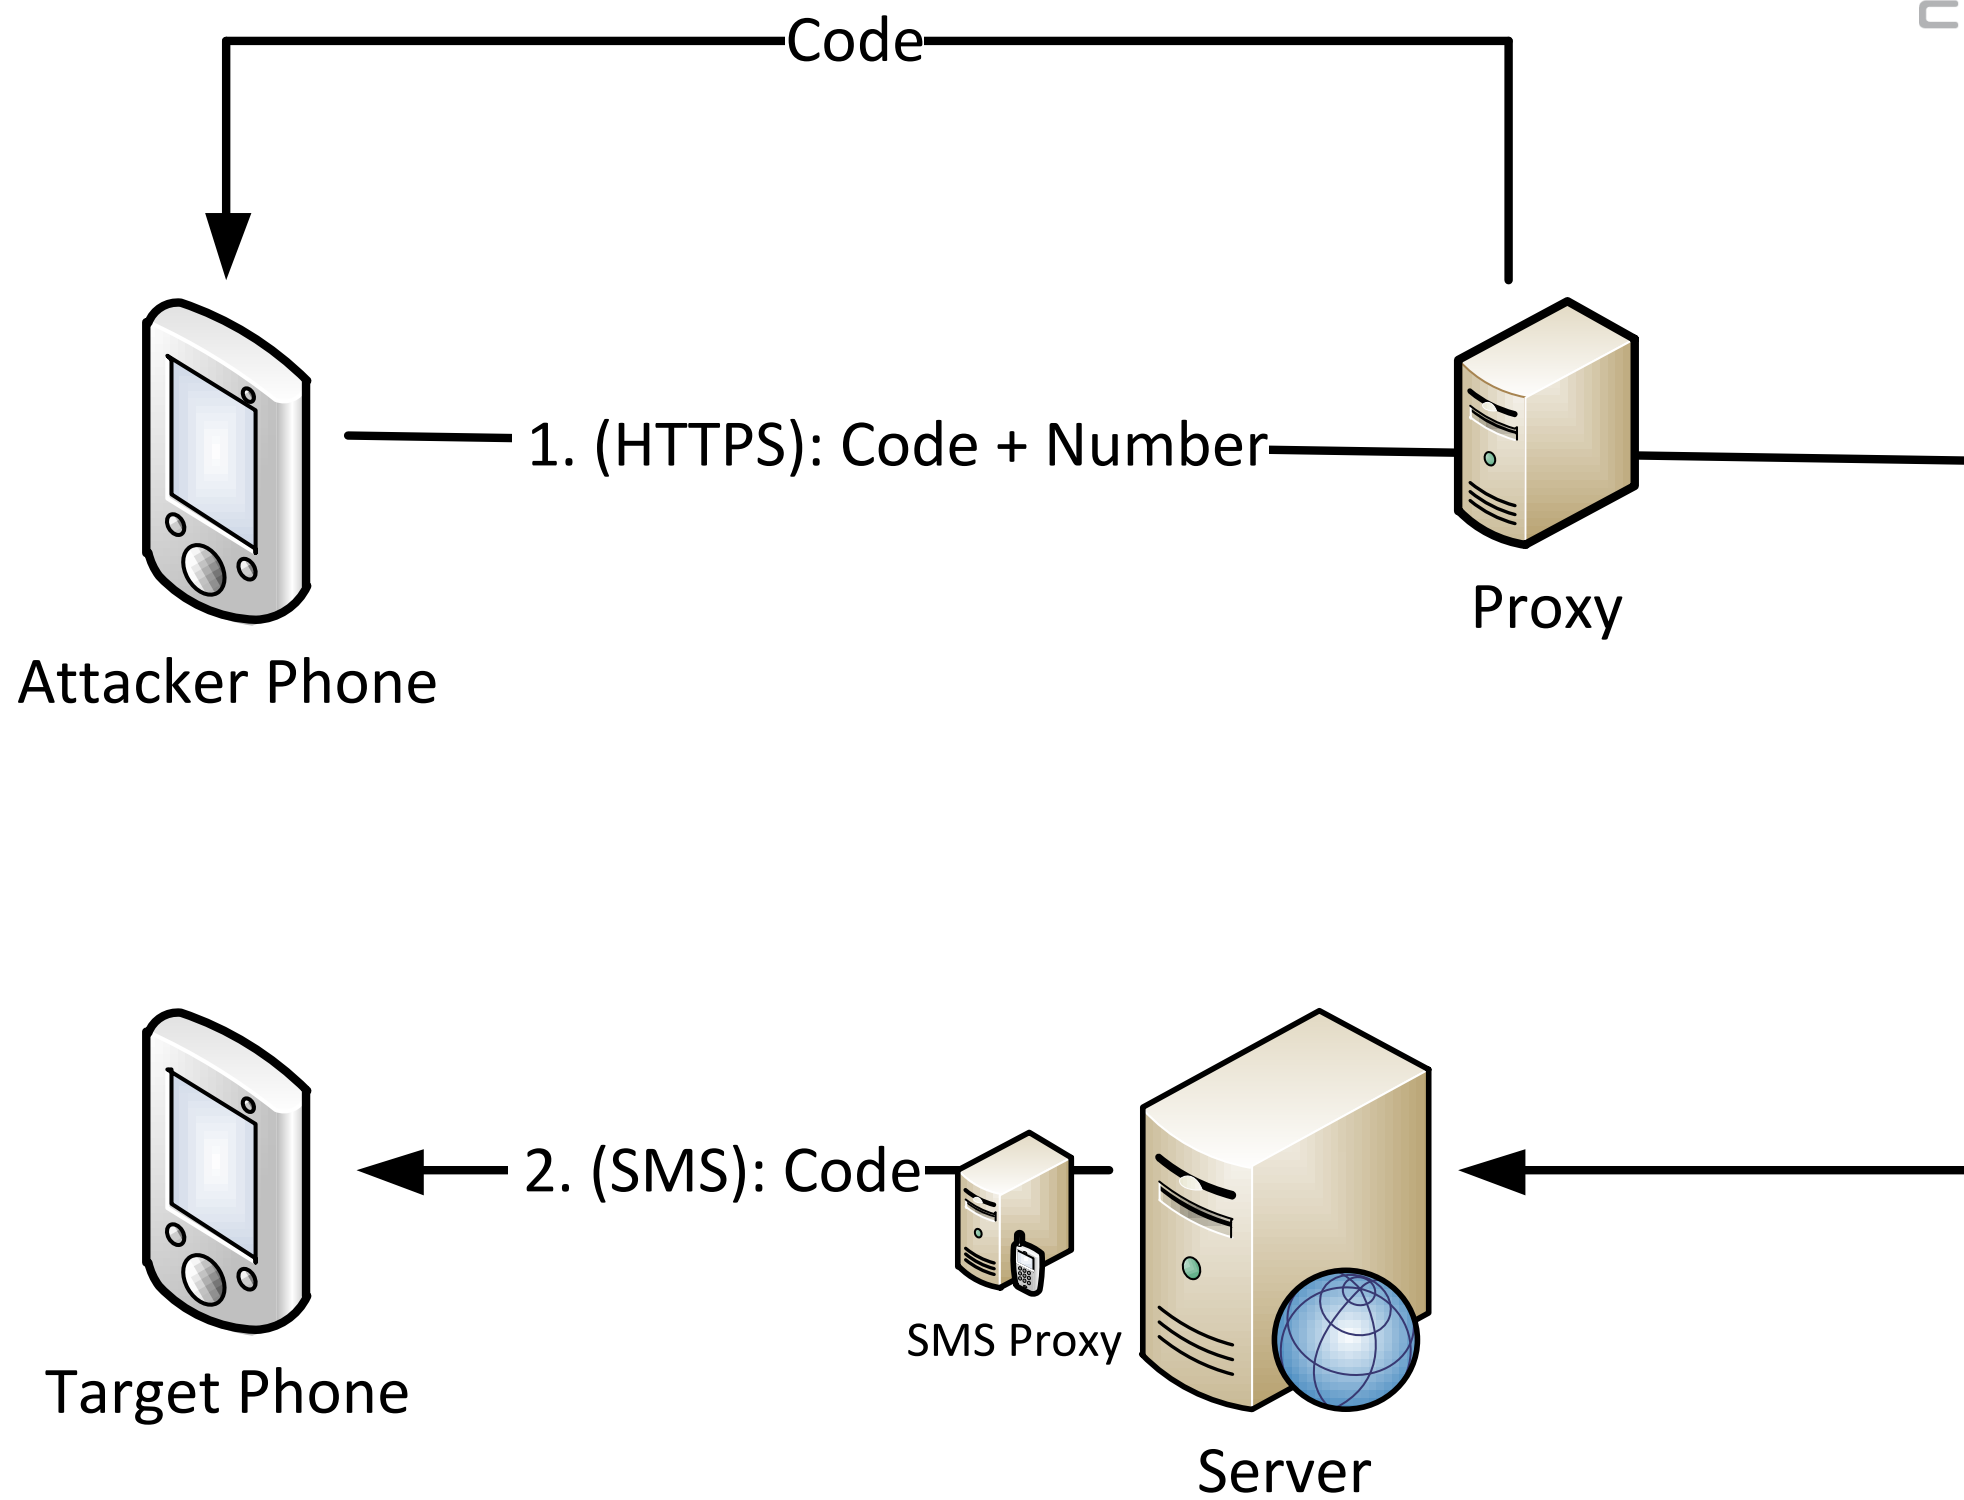 Code
1. (HTTPS): Code + Number
Proxy
Attacker Phone
2. (SMS): Code
SMS Proxy
Target Phone
Server